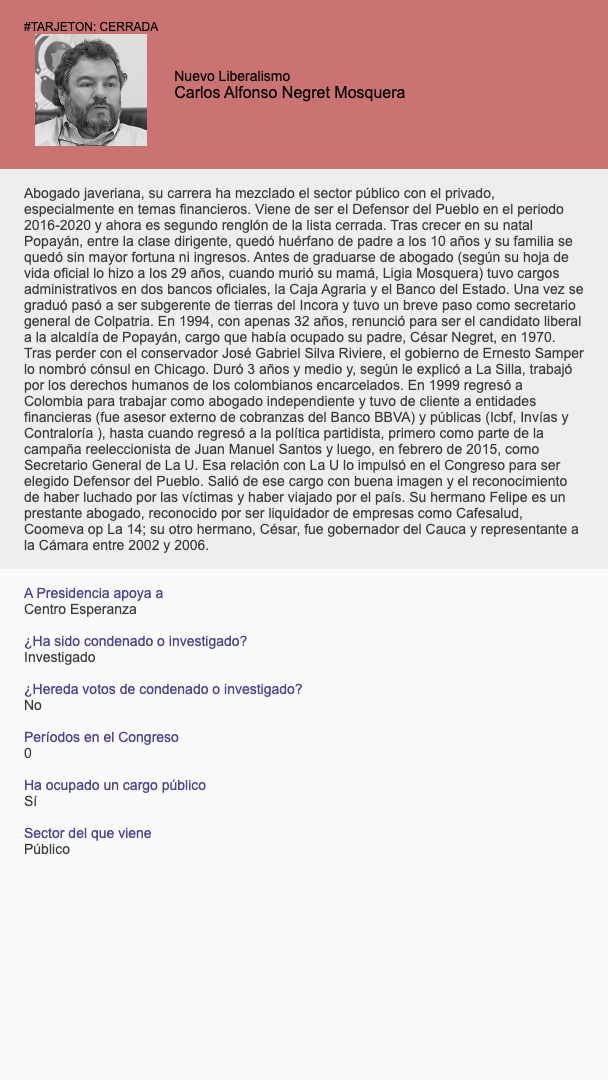 #TARJETON: CERRADA
Nuevo Liberalismo
Carlos Alfonso Negret Mosquera
Abogado javeriana, su carrera ha mezclado el sector público con el privado,
especialmente en temas financieros. Viene de ser el Defensor del Pueblo en el periodo
2016-2020 y ahora es segundo renglón de la lista cerrada. Tras crecer en su natal
Popayán, entre la clase dirigente, quedó huérfano de padre a los 10 años y su familia se
quedó sin mayor fortuna ni ingresos. Antes de graduarse de abogado (según su hoja de
vida oficial lo hizo a los 29 años, cuando murió su mamá, Ligia Mosquera) tuvo cargos
administrativos en dos bancos oficiales, la Caja Agraria y el Banco del Estado. Una vez se
graduó pasó a ser subgerente de tierras del Incora y tuvo un breve paso como secretario
general de Colpatria. En 1994, con apenas 32 años, renunció para ser el candidato liberal
a la alcaldía de Popayán, cargo que había ocupado su padre, César Negret, en 1970.
Tras perder con el conservador José Gabriel Silva Riviere, el gobierno de Ernesto Samper
lo nombró cónsul en Chicago. Duró 3 años y medio y, según le explicó a La Silla, trabajó
por los derechos humanos de los colombianos encarcelados. En 1999 regresó a
Colombia para trabajar como abogado independiente y tuvo de cliente a entidades
financieras (fue asesor externo de cobranzas del Banco BBVA) y públicas (Icbf, Invías y
Contraloría ), hasta cuando regresó a la política partidista, primero como parte de la
campaña reeleccionista de Juan Manuel Santos y luego, en febrero de 2015, como
Secretario General de La U. Esa relación con La U lo impulsó en el Congreso para ser
elegido Defensor del Pueblo. Salió de ese cargo con buena imagen y el reconocimiento
de haber luchado por las víctimas y haber viajado por el país. Su hermano Felipe es un
prestante abogado, reconocido por ser liquidador de empresas como Cafesalud,
Coomeva op La 14; su otro hermano, César, fue gobernador del Cauca y representante a
la Cámara entre 2002 y 2006.
A Presidencia apoya a
Centro Esperanza
¿Ha sido condenado o investigado?
Investigado
¿Hereda votos de condenado o investigado?
No
Períodos en el Congreso
0
Ha ocupado un cargo público
Sí
Sector del que viene
Público